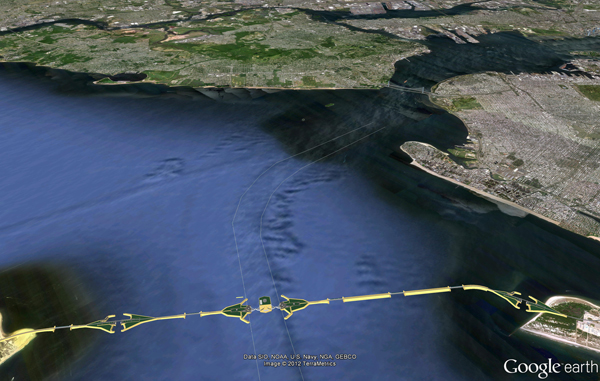 Data SIO, NOAA, U.S. Navy, NGA, GEBCO
Image © 2012 TerraMetrics
Google earth